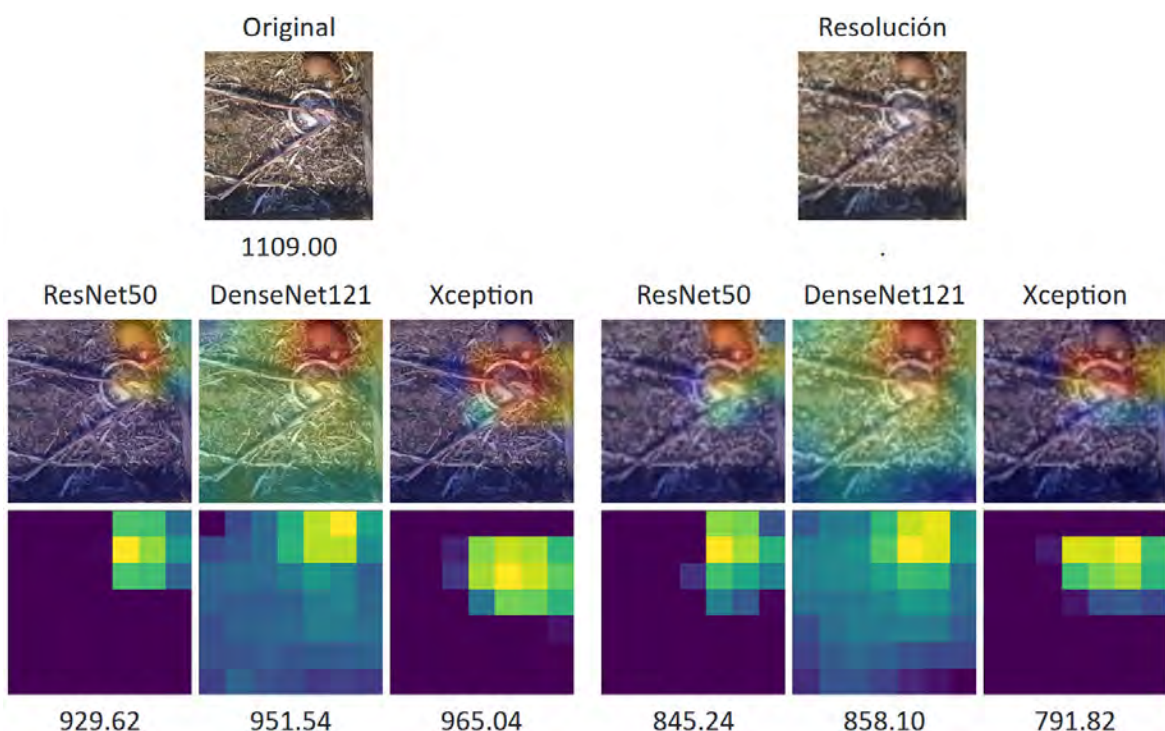 Original
Resolución
1109.00
.
ResNet50 DenseNet121 Xception ResNet50 DenseNet121 Xception
929.62 951.54 965.04 845.24 858.10 791.82